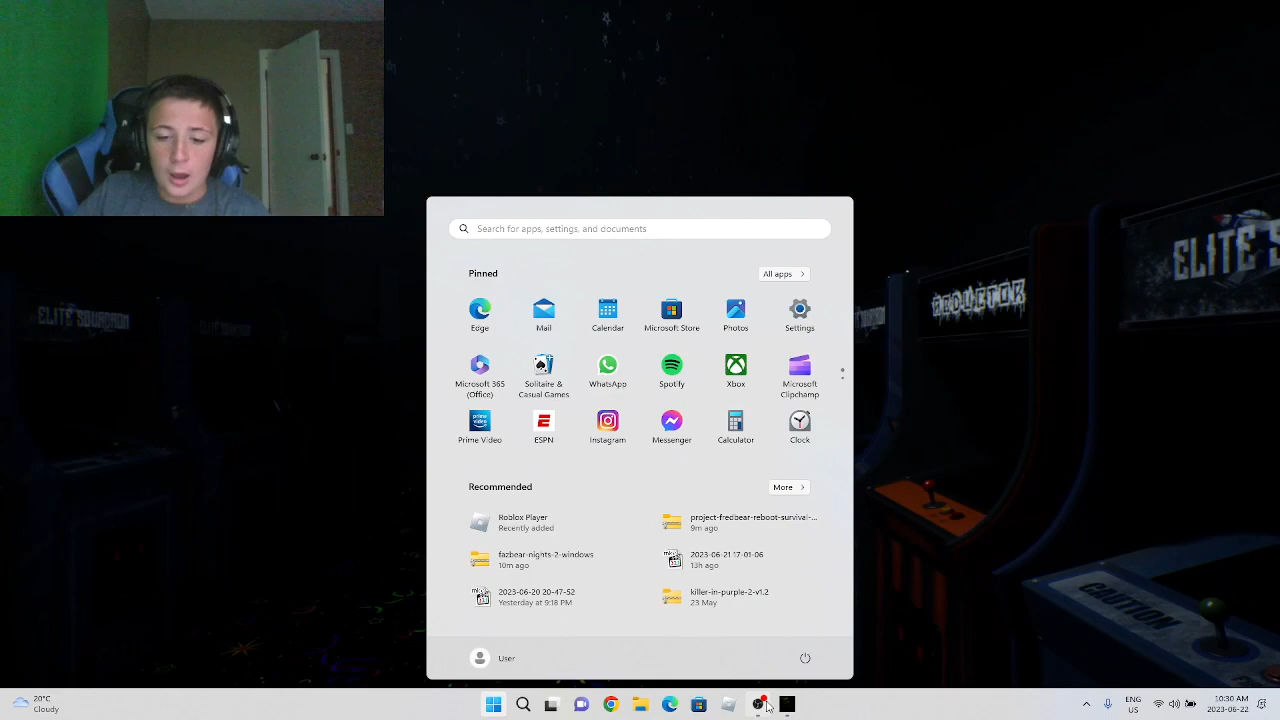 Search for apps, settings, and documents
Pinned
All apps
Edge
Mail
Calendar
Microsoft Store
Photos
Settings
Microsoft 365
(Office)
Solitaire &
Casual Games
WhatsApp
Spotify
Xbox
Microsoft
Clipchamp
prime
video
Prime Video
ESPN
Instagram
Messenger
Calculator
Clock
Recommended
More
Roblox Player
Recently added
project-fredbear-reboot-survival-...
9m ago
fazbear-nights-2-windows
10m ago
2023-06-21 17-01-06
13h ago
2023-06-20 20-47-52
Yesterday at 9:18 PM
killer-in-purple-2-v1.2
23 May
User
ELITE SQUADRON
ELITE S
20°C
Cloudy
ENG
US
10:30 AM
2023-06-22